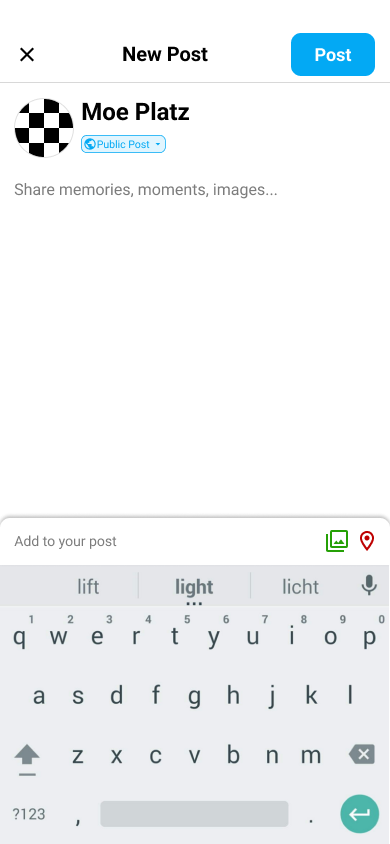 New Post
Post
Moe Platz
Public Post
Share memories, moments, images...
Add to your post
lift light licht
1 2 3 4 5 6 7 8 9 0
q w e r t y u i o p
a s d f g h j k l
z x c v b n m
?123 , .